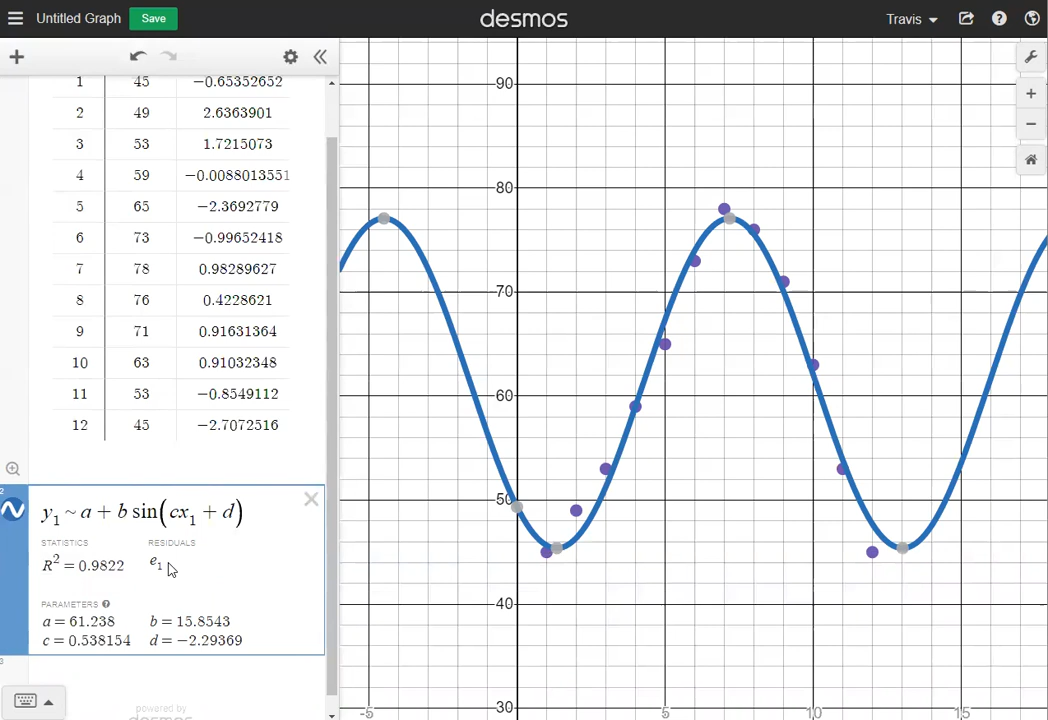 Untitled Graph Save desmos Travis
1 45 −0.65352652
2 49 2.6363901
3 53 1.7215073
4 59 −0.0088013551
5 65 −2.3692779
6 73 −0.99652418
7 78 0.98289627
8 76 0.4228621
9 71 0.91631364
10 63 0.91032348
11 53 −0.8549112
12 45 −2.7072516
2
y₁ ~ a + b sin(cx₁ + d)
STATISTICS RESIDUALS
R² = 0.9822 e₁
PARAMETERS ?
a = 61.238 b = 15.8543
c = 0.538154 d = −2.29369
3
powered by
desmos
90
80
70
60
50
40
30
-5 5 10 15